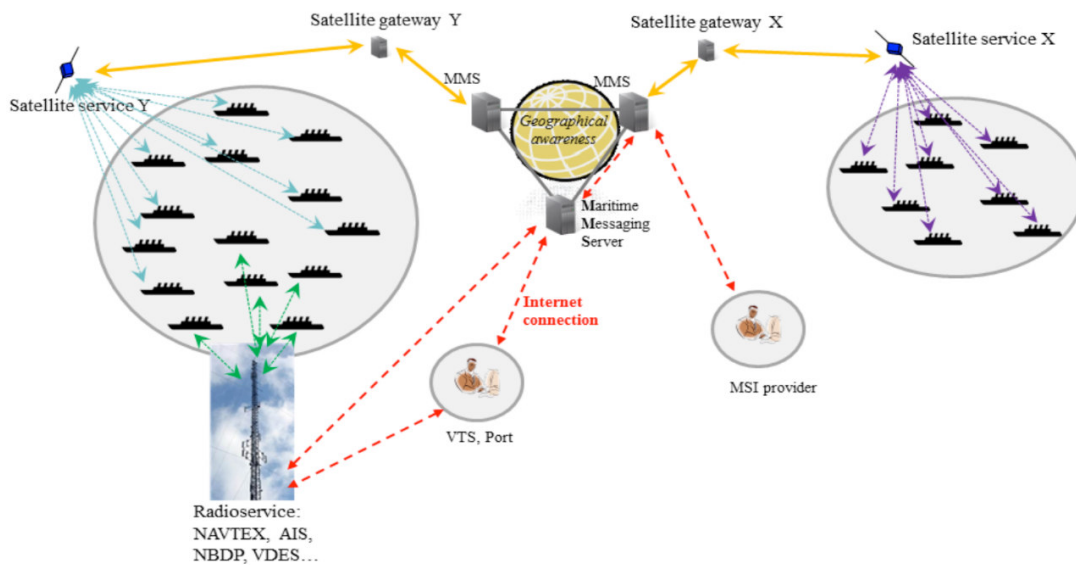 Satellite gateway Y
Satellite gateway X
Satellite service X
Satellite service Y
MMS
MMS
Geographical
awareness
Maritime
Messaging
Server
Internet
connection
MSI provider
VTS, Port
Radioservice:
NAVTEX, AIS,
NBDP, VDES…